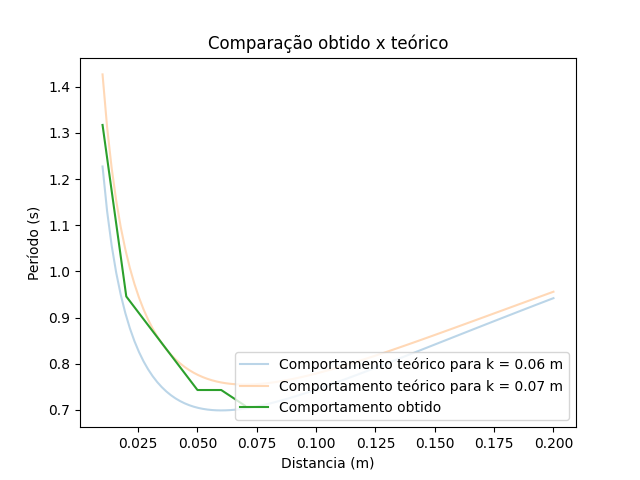 Comparação obtido x teórico
Período (s)
1.4
1.3
1.2
1.1
1.0
0.9
0.8
0.7
Comportamento teórico para k = 0.06 m
Comportamento teórico para k = 0.07 m
Comportamento obtido
0.025 0.050 0.075 0.100 0.125 0.150 0.175 0.200
Distancia (m)